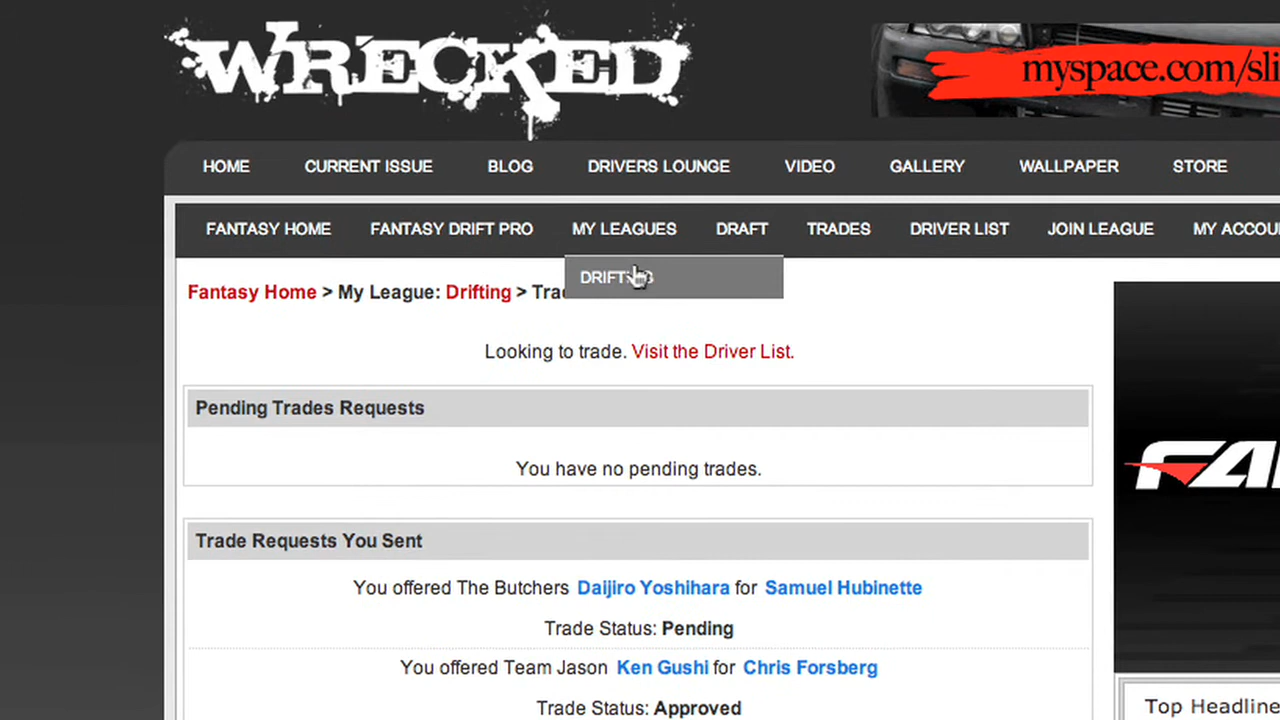 WRECKED
myspace.com/sli
HOME CURRENT ISSUE BLOG DRIVERS LOUNGE VIDEO GALLERY WALLPAPER STORE
FANTASY HOME FANTASY DRIFT PRO MY LEAGUES DRAFT TRADES DRIVER LIST JOIN LEAGUE MY ACCOU
Fantasy Home > My League: Drifting > Trad
Looking to trade. Visit the Driver List.
Pending Trades Requests
You have no pending trades.
Trade Requests You Sent
You offered The Butchers Daijiro Yoshihara for Samuel Hubinette
Trade Status: Pending
You offered Team Jason Ken Gushi for Chris Forsberg
Trade Status: Approved
Top Headline